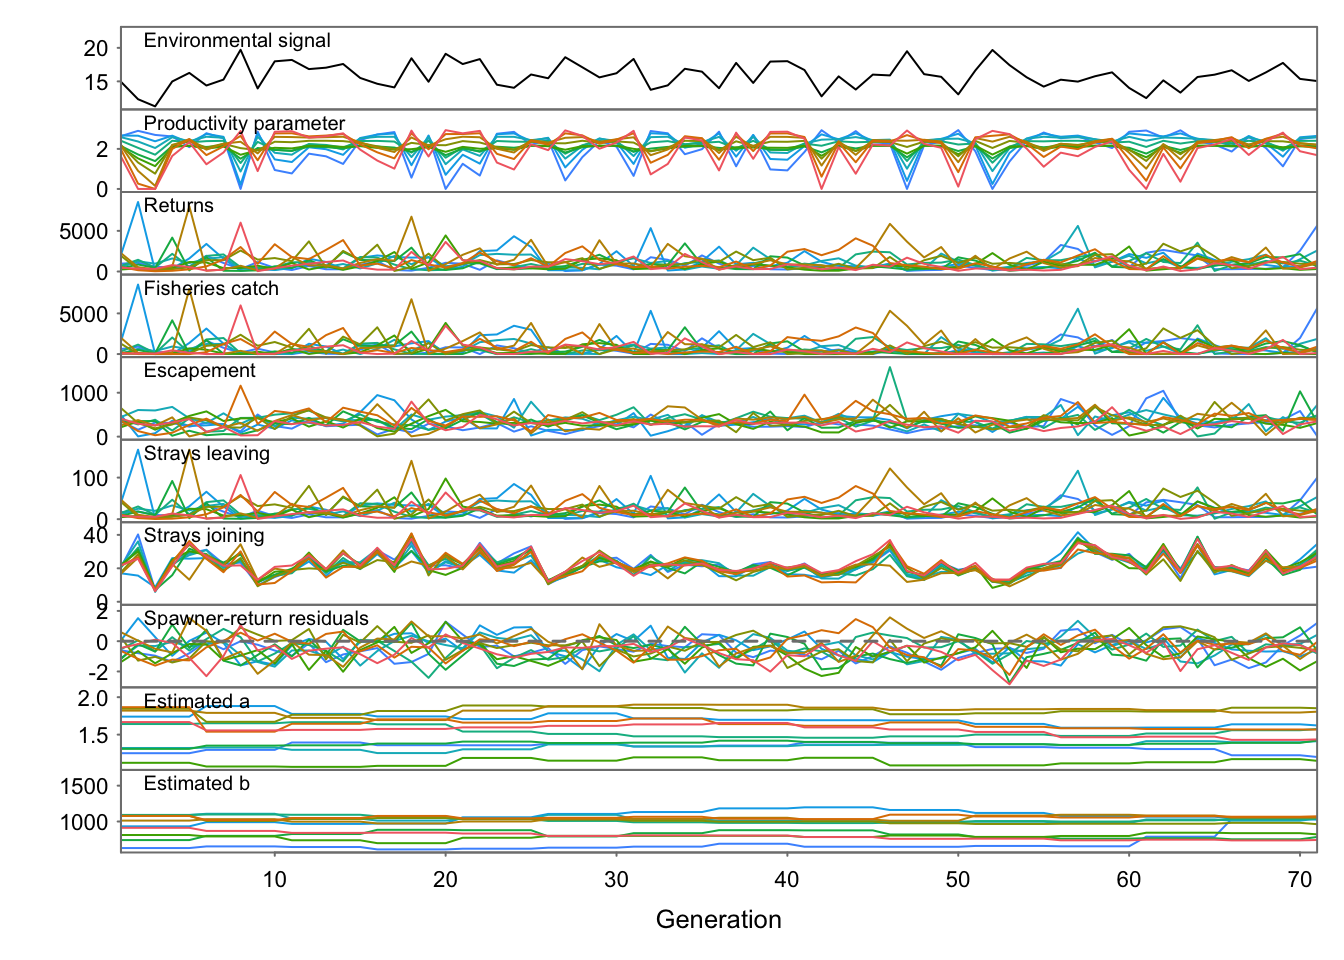 Environmental signal
20
15
Productivity parameter
2
0
Returns
5000
0
Fisheries catch
5000
0
Escapement
1000
0
Strays leaving
100
0
Strays joining
40
20
0
Spawner-return residuals
2
0
-2
Estimated a
2.0
1.5
Estimated b
1500
1000
10 20 30 40 50 60 70
Generation